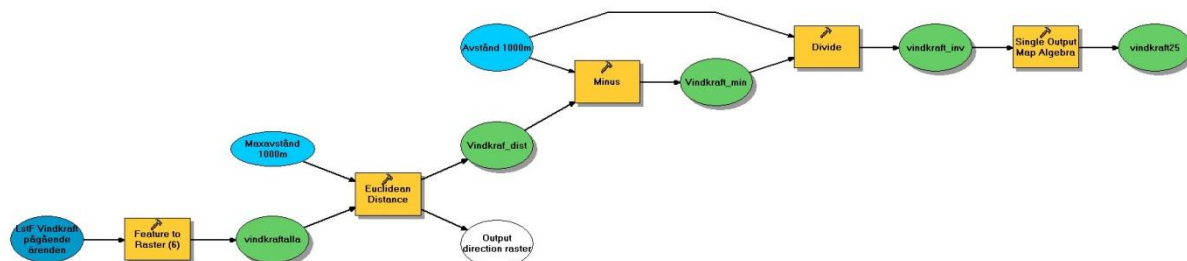 Avstånd 1000m
Divide
vindkraft_inv
Single Output
Map Algebra
vindkraft25
Minus
Vindkraft_min
Maxavstånd
1000m
Vindkraf_dist
Euclidean
Distance
LstF Vindkraft
pågående
ärenden
Feature to
Raster (6)
vindkraftalla
Output
direction raster